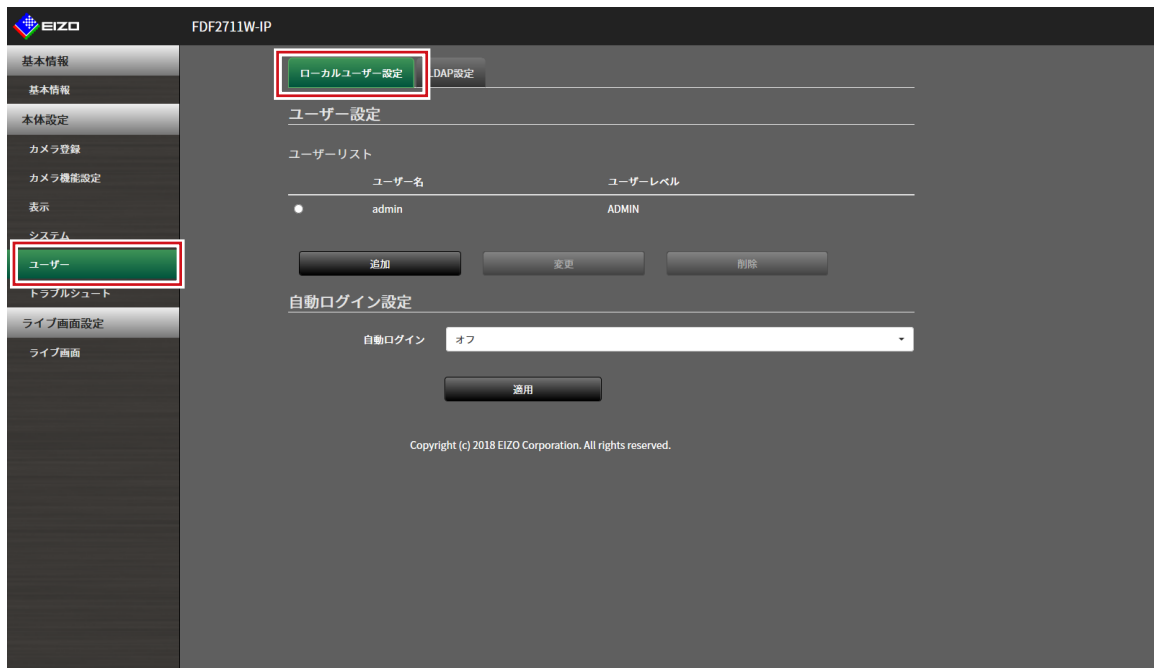 EIZO
FDF2711W-IP
基本情報
基本情報
本体設定
カメラ登録
カメラ機能設定
表示
システム
ユーザー
トラブルシュート
ライブ画面設定
ライブ画面
ローカルユーザー設定
LDAP設定
ユーザー設定
ユーザーリスト
ユーザー名 ユーザーレベル
admin ADMIN
追加 変更 削除
自動ログイン設定
自動ログイン オフ
適用
Copyright (c) 2018 EIZO Corporation. All rights reserved.